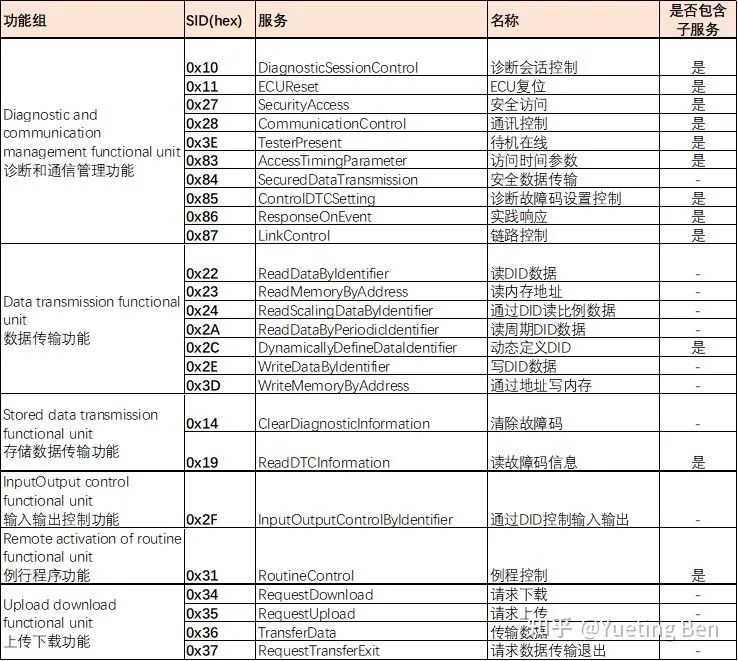 功能组 SID(hex) 服务 名称 是否包含
子服务
Diagnostic and
communication
management functional unit
诊断和通信管理功能
0x10 DiagnosticSessionControl 诊断会话控制 是
0x11 ECUReset ECU复位 是
0x27 SecurityAccess 安全访问 是
0x28 CommunicationControl 通讯控制 是
0x3E TesterPresent 待机在线 是
0x83 AccessTimingParameter 访问时间参数 是
0x84 SecuredDataTransmission 安全数据传输 -
0x85 ControlDTCSetting 诊断故障码设置控制 是
0x86 ResponseOnEvent 实践响应 是
0x87 LinkControl 链路控制 是
Data transmission functional
unit
数据传输功能
0x22 ReadDataByIdentifier 读DID数据 -
0x23 ReadMemoryByAddress 读内存地址 -
0x24 ReadScalingDataByIdentifier 通过DID读比例数据 -
0x2A ReadDataByPeriodicIdentifier 读周期DID数据 -
0x2C DynamicallyDefineDataIdentifier 动态定义DID 是
0x2E WriteDataByIdentifier 写DID数据 -
0x3D WriteMemoryByAddress 通过地址写内存 -
Stored data transmission
functional unit
存储数据传输功能
0x14 ClearDiagnosticInformation 清除故障码 -
0x19 ReadDTCInformation 读故障码信息 是
InputOutput control
functional unit
输入输出控制功能
0x2F InputOutputControlByIdentifier 通过DID控制输入输出 -
Remote activation of routine
functional unit
例行程序功能
0x31 RoutineControl 例程控制 是
Upload download
functional unit
上传下载功能
0x34 RequestDownload 请求下载 -
0x35 RequestUpload 请求上传 -
0x36 TransferData 传输数据 -
0x37 RequestTransferExit 请求数据传输退出 -
知乎 @Yueting Ben